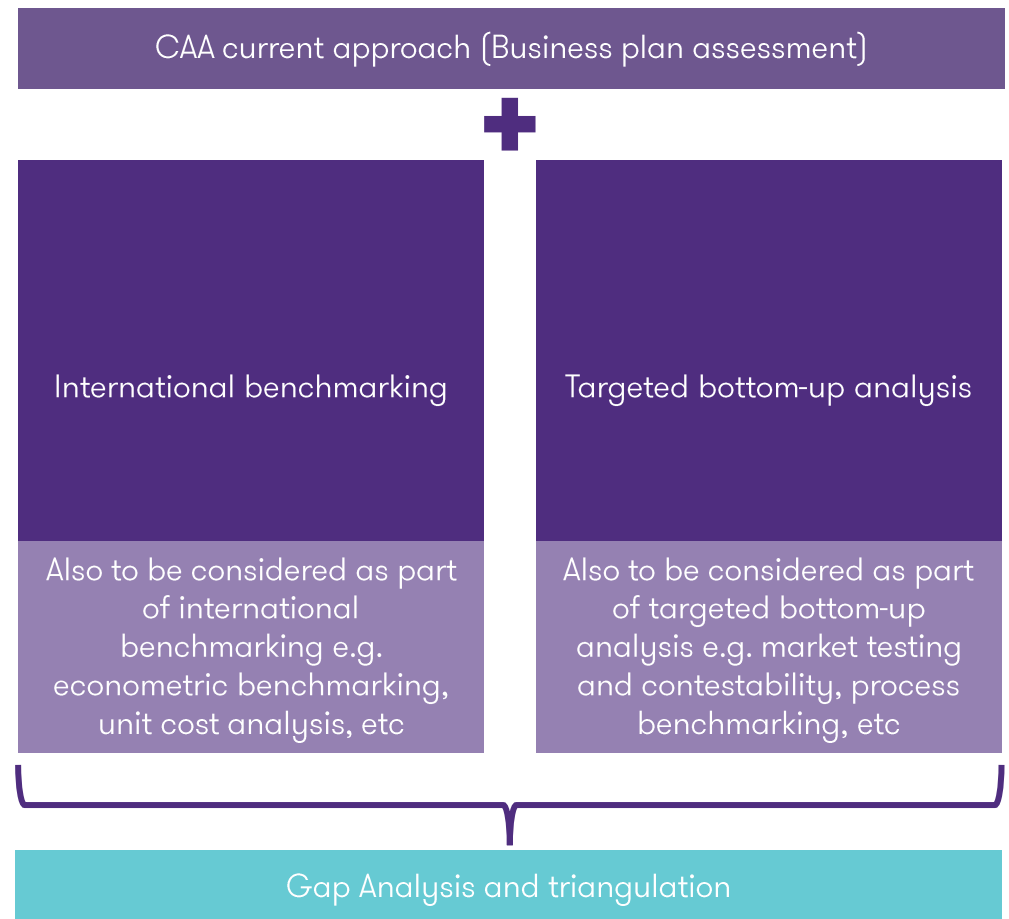 CAA current approach (Business plan assessment)
International benchmarking
Also to be considered as part
of international
benchmarking e.g.
econometric benchmarking,
unit cost analysis, etc
Targeted bottom-up analysis
Also to be considered as part
of targeted bottom-up
analysis e.g. market testing
and contestability, process
benchmarking, etc
Gap Analysis and triangulation